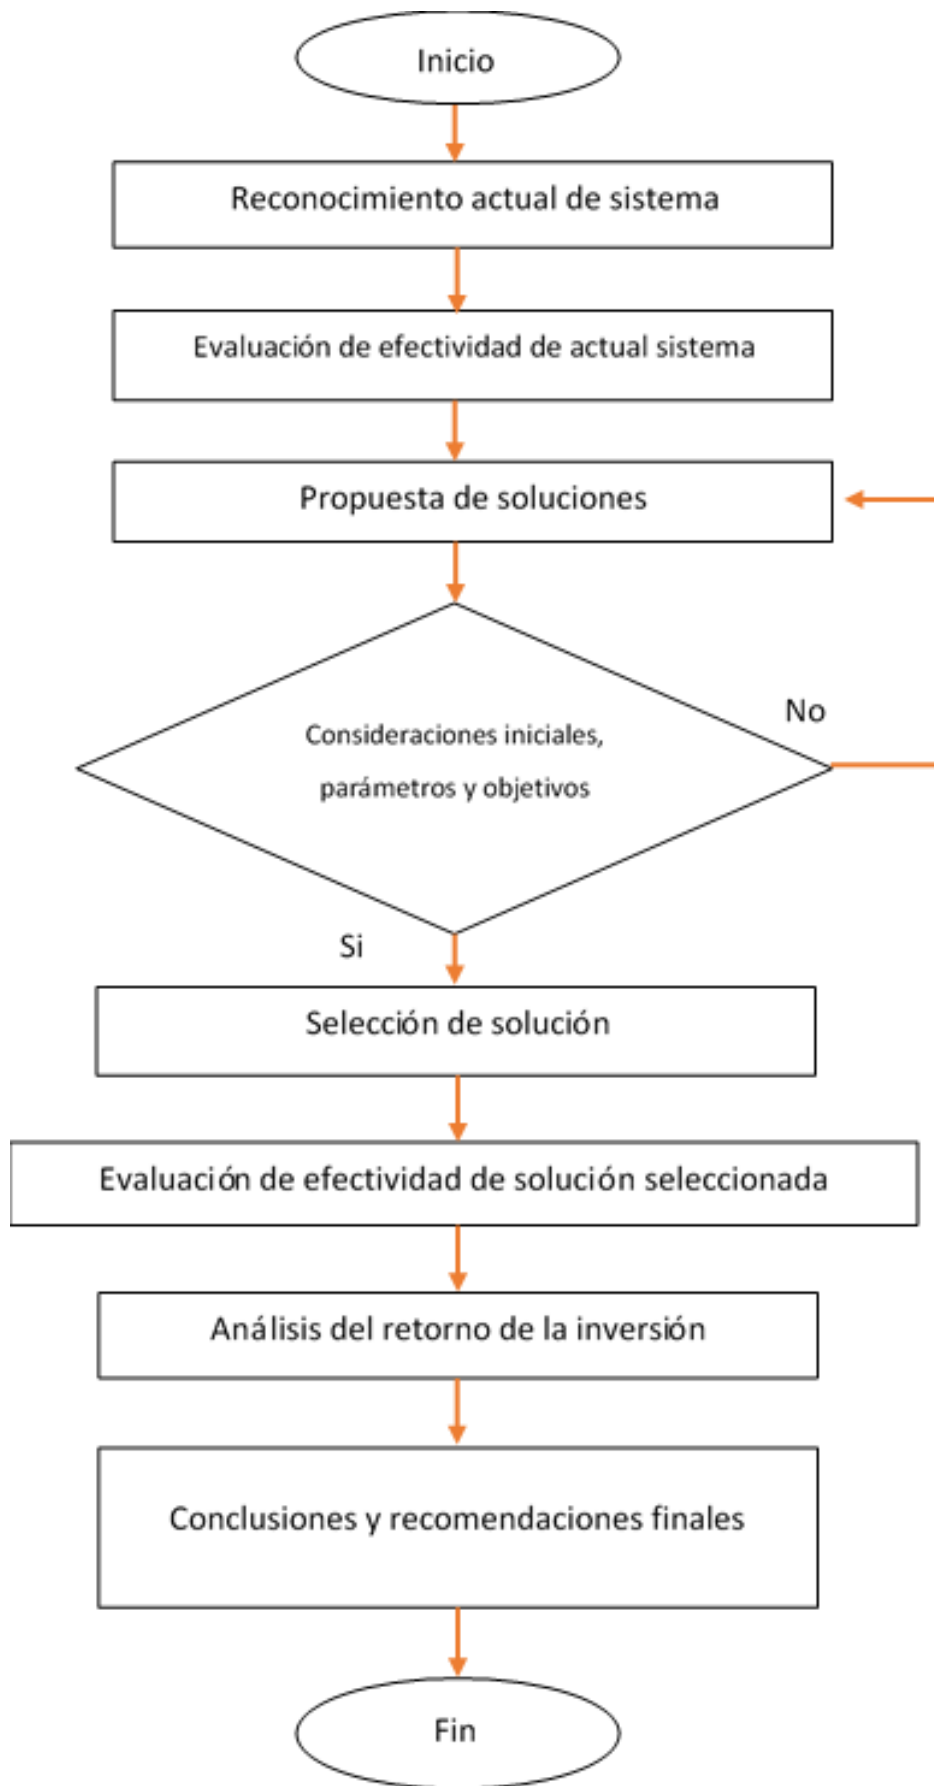 Inicio
Reconocimiento actual de sistema
Evaluación de efectividad de actual sistema
Propuesta de soluciones
No
Consideraciones iniciales,
parámetros y objetivos
Si
Selección de solución
Evaluación de efectividad de solución seleccionada
Análisis del retorno de la inversión
Conclusiones y recomendaciones finales
Fin